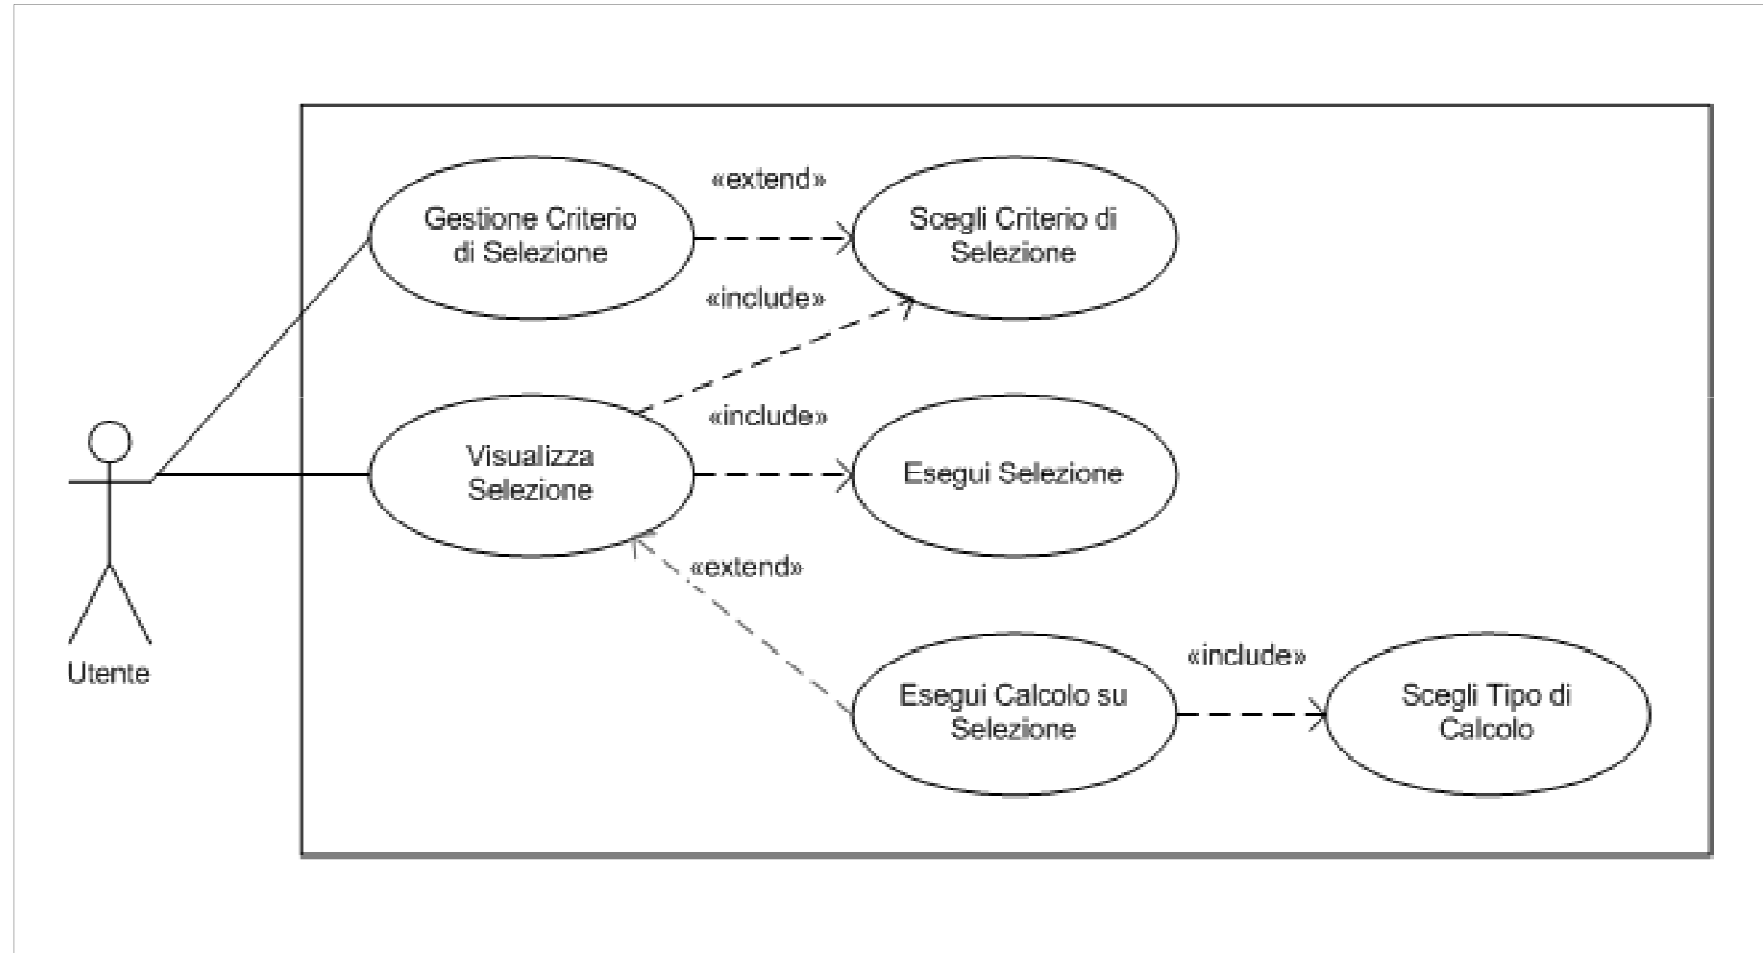 «extend»
Gestione Criterio
di Selezione
Scegli Criterio di
Selezione
«include»
«include»
Visualizza
Selezione
Esegui Selezione
«extend»
Utente
«include»
Esegui Calcolo su
Selezione
Scegli Tipo di
Calcolo